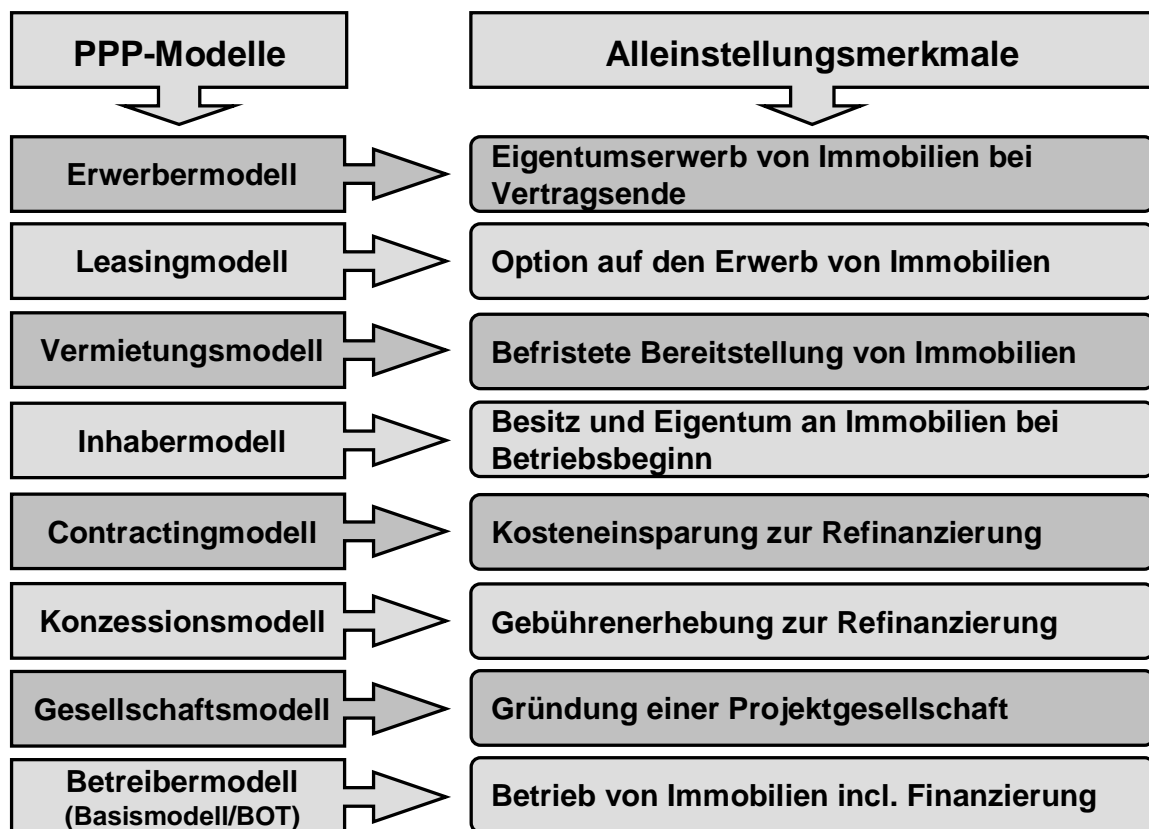 PPP-Modelle
Alleinstellungsmerkmale
Erwerbermodell
Eigentumserwerb von Immobilien bei
Vertragsende
Leasingmodell
Option auf den Erwerb von Immobilien
Vermietungsmodell
Befristete Bereitstellung von Immobilien
Inhabermodell
Besitz und Eigentum an Immobilien bei
Betriebsbeginn
Contractingmodell
Kosteneinsparung zur Refinanzierung
Konzessionsmodell
Gebührenerhebung zur Refinanzierung
Gesellschaftsmodell
Gründung einer Projektgesellschaft
Betreibermodell
(Basismodell/BOT)
Betrieb von Immobilien incl. Finanzierung